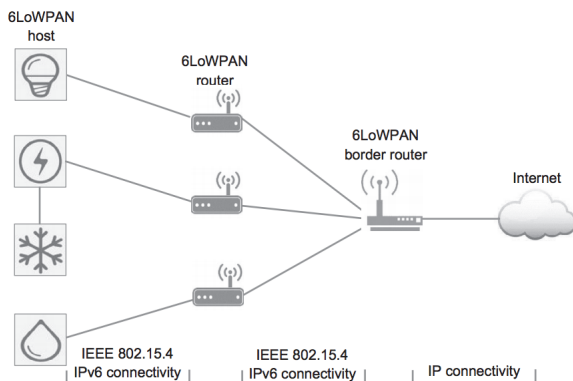 6LoWPAN
host
6LoWPAN
router
6LoWPAN
border router
Internet
IEEE 802.15.4
IPv6 connectivity
IEEE 802.15.4
IPv6 connectivity
IP connectivity